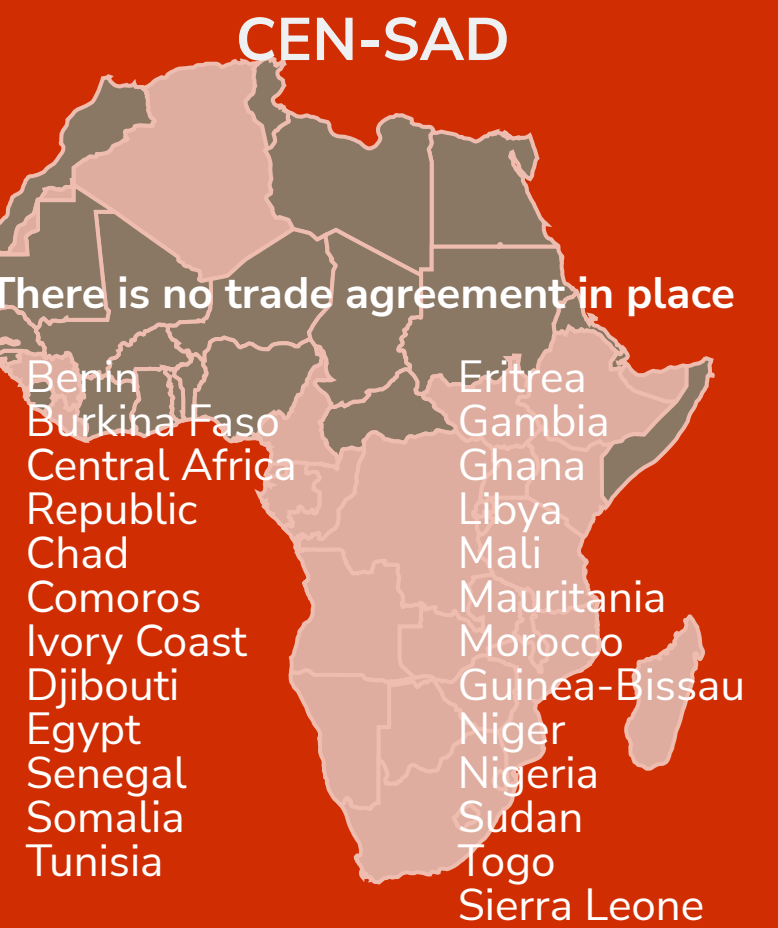 CEN-SAD
There is no trade agreement in place
Benin
Burkina Faso
Central Africa
Republic
Chad
Comoros
Ivory Coast
Djibouti
Egypt
Senegal
Somalia
Tunisia
Eritrea
Gambia
Ghana
Libya
Mali
Mauritania
Morocco
Guinea-Bissau
Niger
Nigeria
Sudan
Togo
Sierra Leone